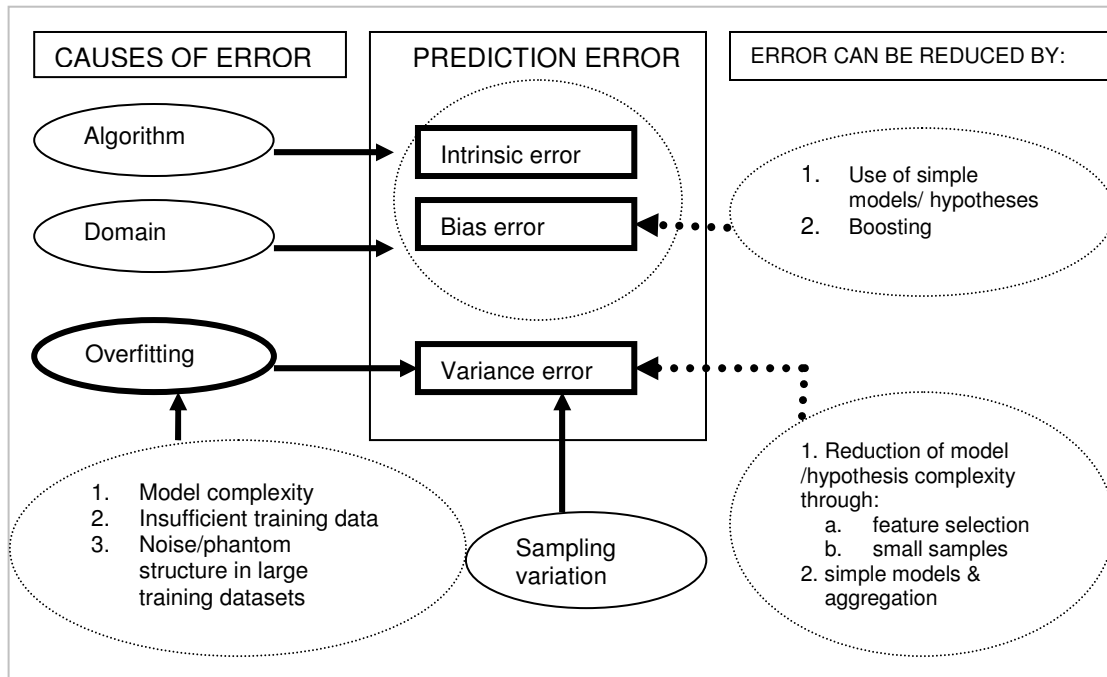 CAUSES OF ERROR
PREDICTION ERROR
ERROR CAN BE REDUCED BY:
Algorithm
Intrinsic error
Domain
Bias error
1. Use of simple
models/ hypotheses
2. Boosting
Overfitting
Variance error
1. Model complexity
2. Insufficient training data
3. Noise/phantom
structure in large
training datasets
Sampling
variation
1. Reduction of model
/hypothesis complexity
through:
a. feature selection
b. small samples
2. simple models &
aggregation